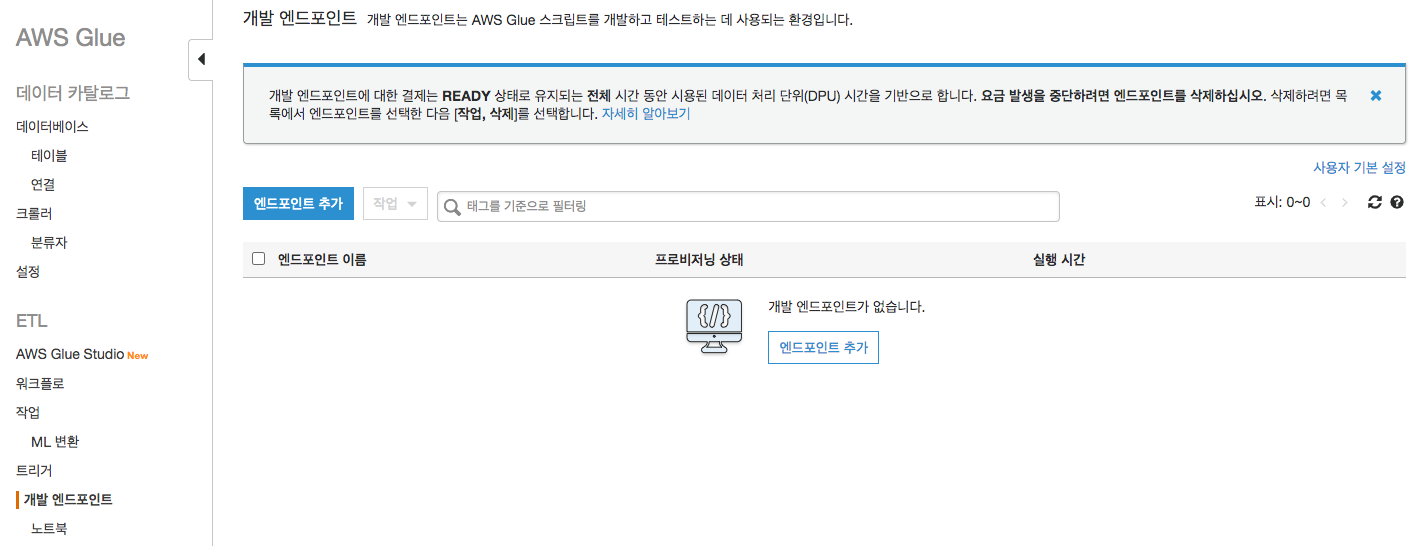 AWS Glue
데이터 카탈로그
데이터베이스
테이블
연결
크롤러
분류자
설정
ETL
AWS Glue Studio New
워크플로
작업
ML 변환
트리거
개발 엔드포인트
노트북
개발 엔드포인트 개발 엔드포인트는 AWS Glue 스크립트를 개발하고 테스트하는 데 사용되는 환경입니다.
개발 엔드포인트에 대한 결제는 READY 상태로 유지되는 전체 시간 동안 사용된 데이터 처리 단위(DPU) 시간을 기반으로 합니다. 요금 발생을 중단하려면 엔드포인트를 삭제하십시오. 삭제하려면 목
록에서 엔드포인트를 선택한 다음 [작업, 삭제]를 선택합니다. 자세히 알아보기
사용자 기본 설정
엔드포인트 추가 작업 태그를 기준으로 필터링 표시: 0~0
엔드포인트 이름 프로비저닝 상태 실행 시간
개발 엔드포인트가 없습니다.
엔드포인트 추가